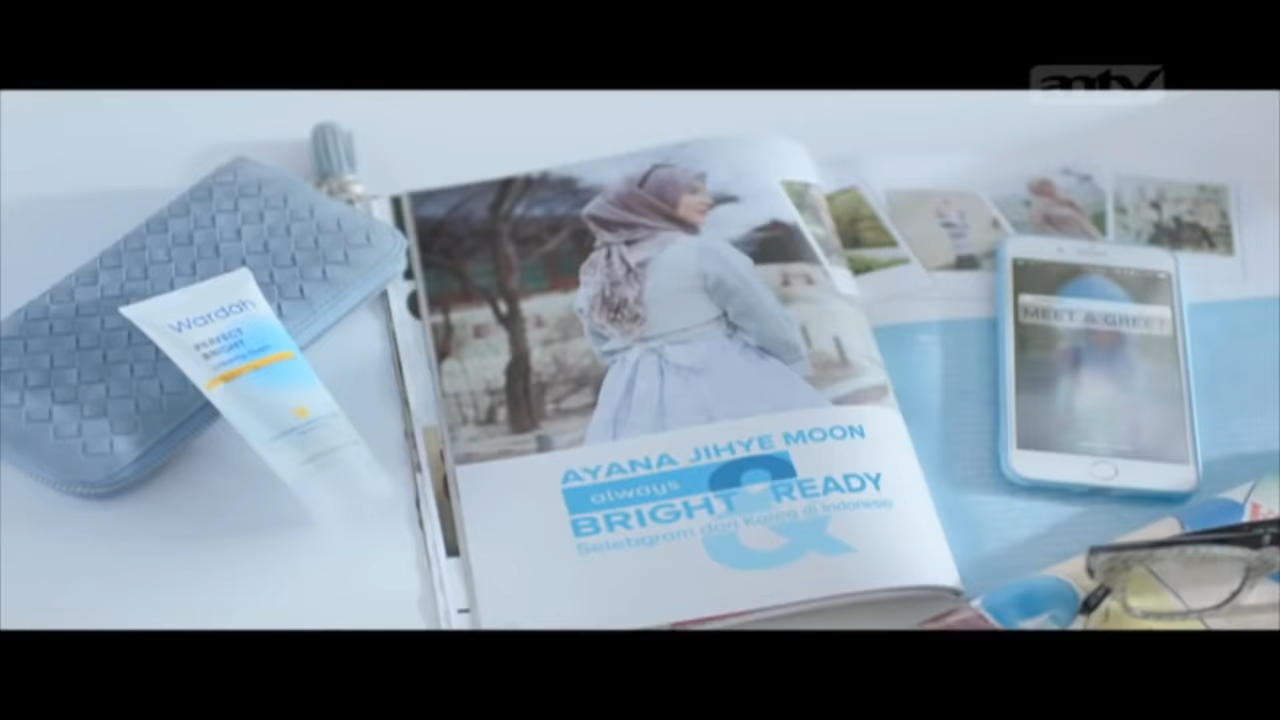 antv
Wardah
PERFECT
BRIGHT
MEET & GREET
AYANA JIHYE MOON
always
BRIGHT & READY
Selebgram dari Korea di Indonesia